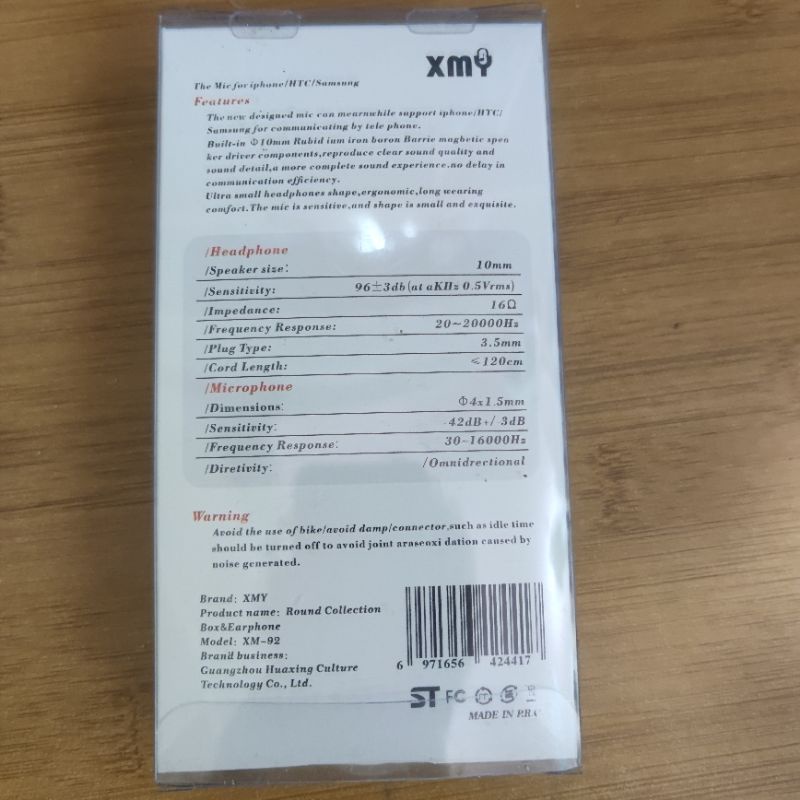 XMY
The Mic for iphone/HTC/Samsung
Features
The new designed mic can mearnwhile support iphone/HYC/
Samsung for communicating by tele phone.
Built-in Φ10mm Rubid ium iron boron Barrie magbetic spea
ker driver components,reproduce clear sound quality and
sound detail,a more complete sound experience.no delay in
communication efficiency.
Ultra small headphones shape,ergonomic,long wearing
comfort.The mic is sensitive,and shape is small and exquisite.
/Headphone
/Speaker size: 10mm
/Sensitivity: 96±3db(at aKHz 0.5Vrms)
/Impedance: 16Ω
/Frequency Response: 20~20000Hz
/Plug Type: 3.5mm
/Cord Length: ≤120cm
/Microphone
/Dimensions: Φ4x1.5mm
/Sensitivity: -42dB+/ 3dB
/Frequency Response: 30~16000Hz
/Diretivity: /Omnidrectional
Warning
Avoid the use of bike/avoid damp/connector,such as idle time
should be turned off to avoid joint arnsenxi dation caused by
noise generated.
Brand: XMY
Product name: Round Collection
Box&Earphone
Model: XM-92
Brand business:
Guangzhou Huaxing Culture
Technology Co., Ltd.
6 971656 424417
ST FC
MADE IN P.R.C